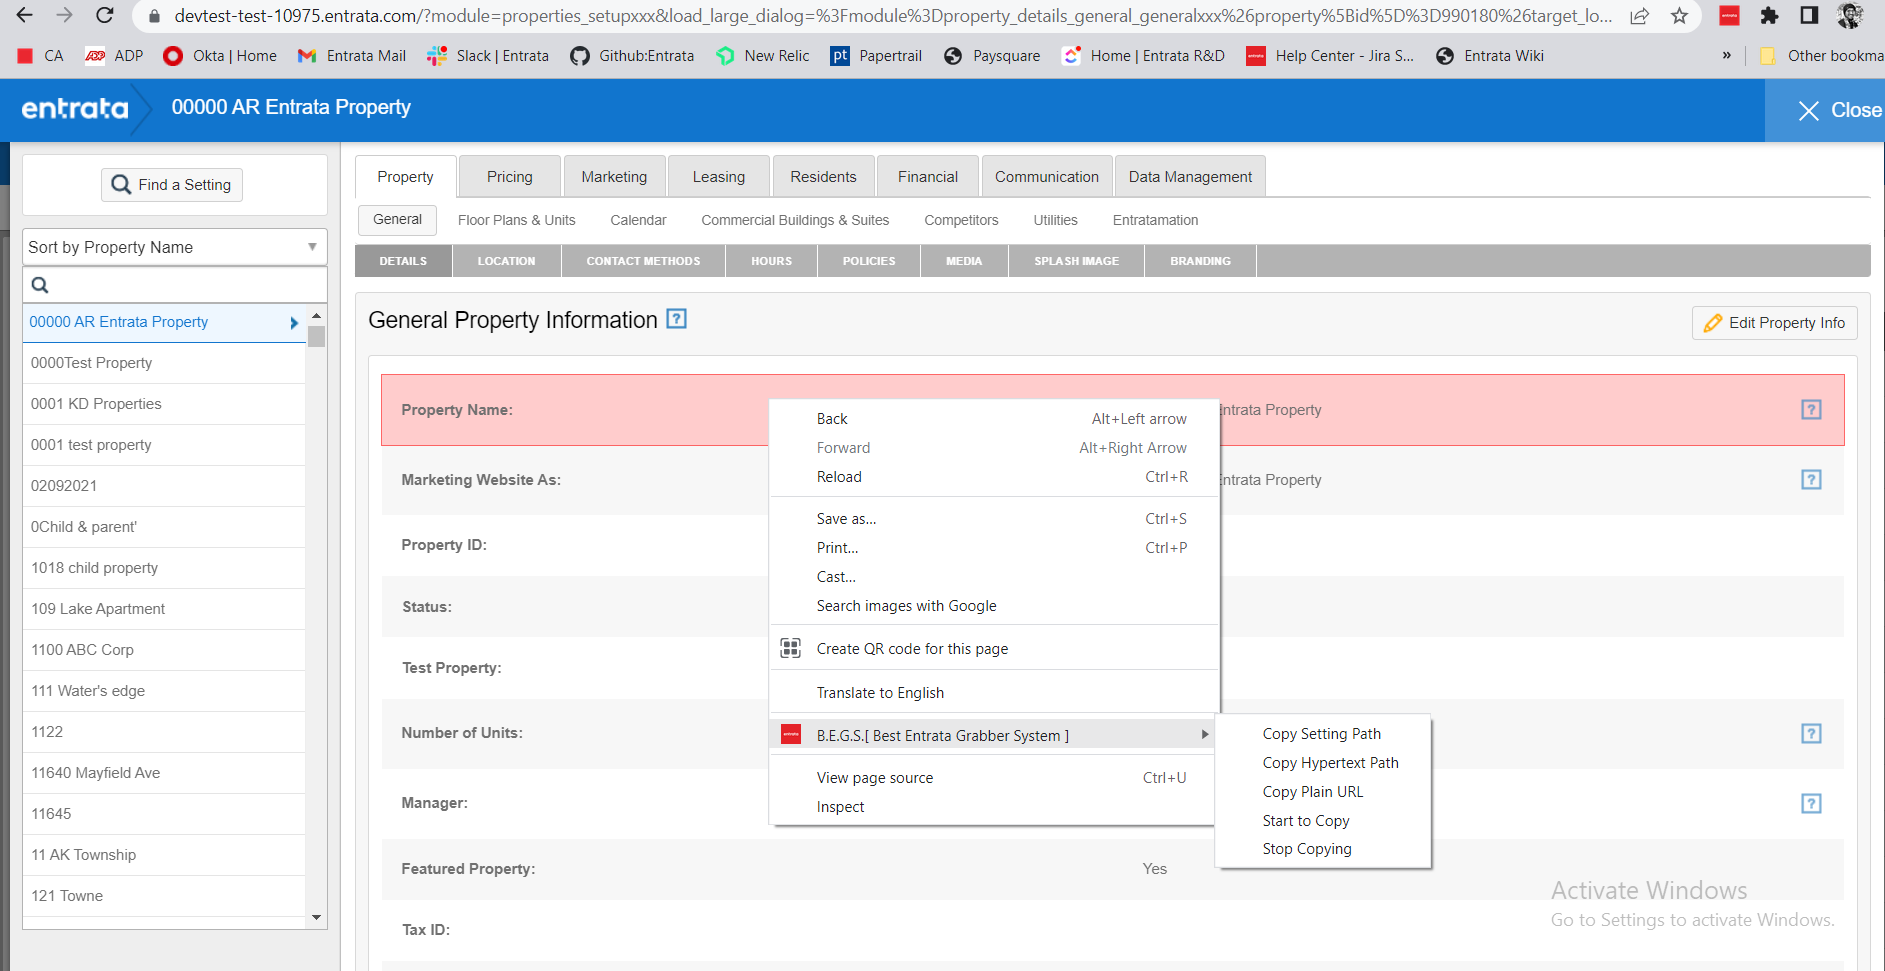 devtest-test-10975.entrata.com/?module=properties_setupxxx&load_large_dialog=%3Fmodule%3Dproperty_details_general_generalxxx%26property%5Bid%5D%3D990180%26target_lo...
CA ADP Okta | Home Entrata Mail Slack | Entrata Github:Entrata New Relic pt Papertrail Paysquare Home | Entrata R&D Help Center - Jira S... Entrata Wiki » Other bookma
entrata 00000 AR Entrata Property Close
Find a Setting
Sort by Property Name
00000 AR Entrata Property
0000Test Property
0001 KD Properties
0001 test property
02092021
0Child & parent'
1018 child property
109 Lake Apartment
1100 ABC Corp
111 Water's edge
1122
11640 Mayfield Ave
11645
11 AK Township
121 Towne
Property Pricing Marketing Leasing Residents Financial Communication Data Management
General Floor Plans & Units Calendar Commercial Buildings & Suites Competitors Utilities Entratamation
DETAILS LOCATION CONTACT METHODS HOURS POLICIES MEDIA SPLASH IMAGE BRANDING
General Property Information ?
Edit Property Info
Property Name: ntrata Property ?
Marketing Website As: ntrata Property ?
Property ID:
Status:
Test Property:
Number of Units: ?
Manager: ?
Featured Property: Yes
Tax ID:
Back Alt+Left arrow
Forward Alt+Right Arrow
Reload Ctrl+R
Save as... Ctrl+S
Print... Ctrl+P
Cast...
Search images with Google
Create QR code for this page
Translate to English
B.E.G.S.[ Best Entrata Grabber System ]
View page source Ctrl+U
Inspect
Copy Setting Path
Copy Hypertext Path
Copy Plain URL
Start to Copy
Stop Copying
Activate Windows
Go to Settings to activate Windows.